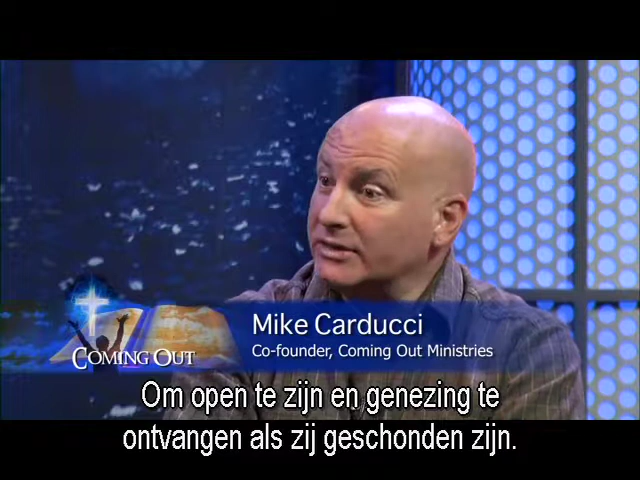 Mike Carducci
COMING OUT
Co-founder, Coming Out Ministries
Om open te zijn en genezing te
ontvangen als zij geschonden zijn.